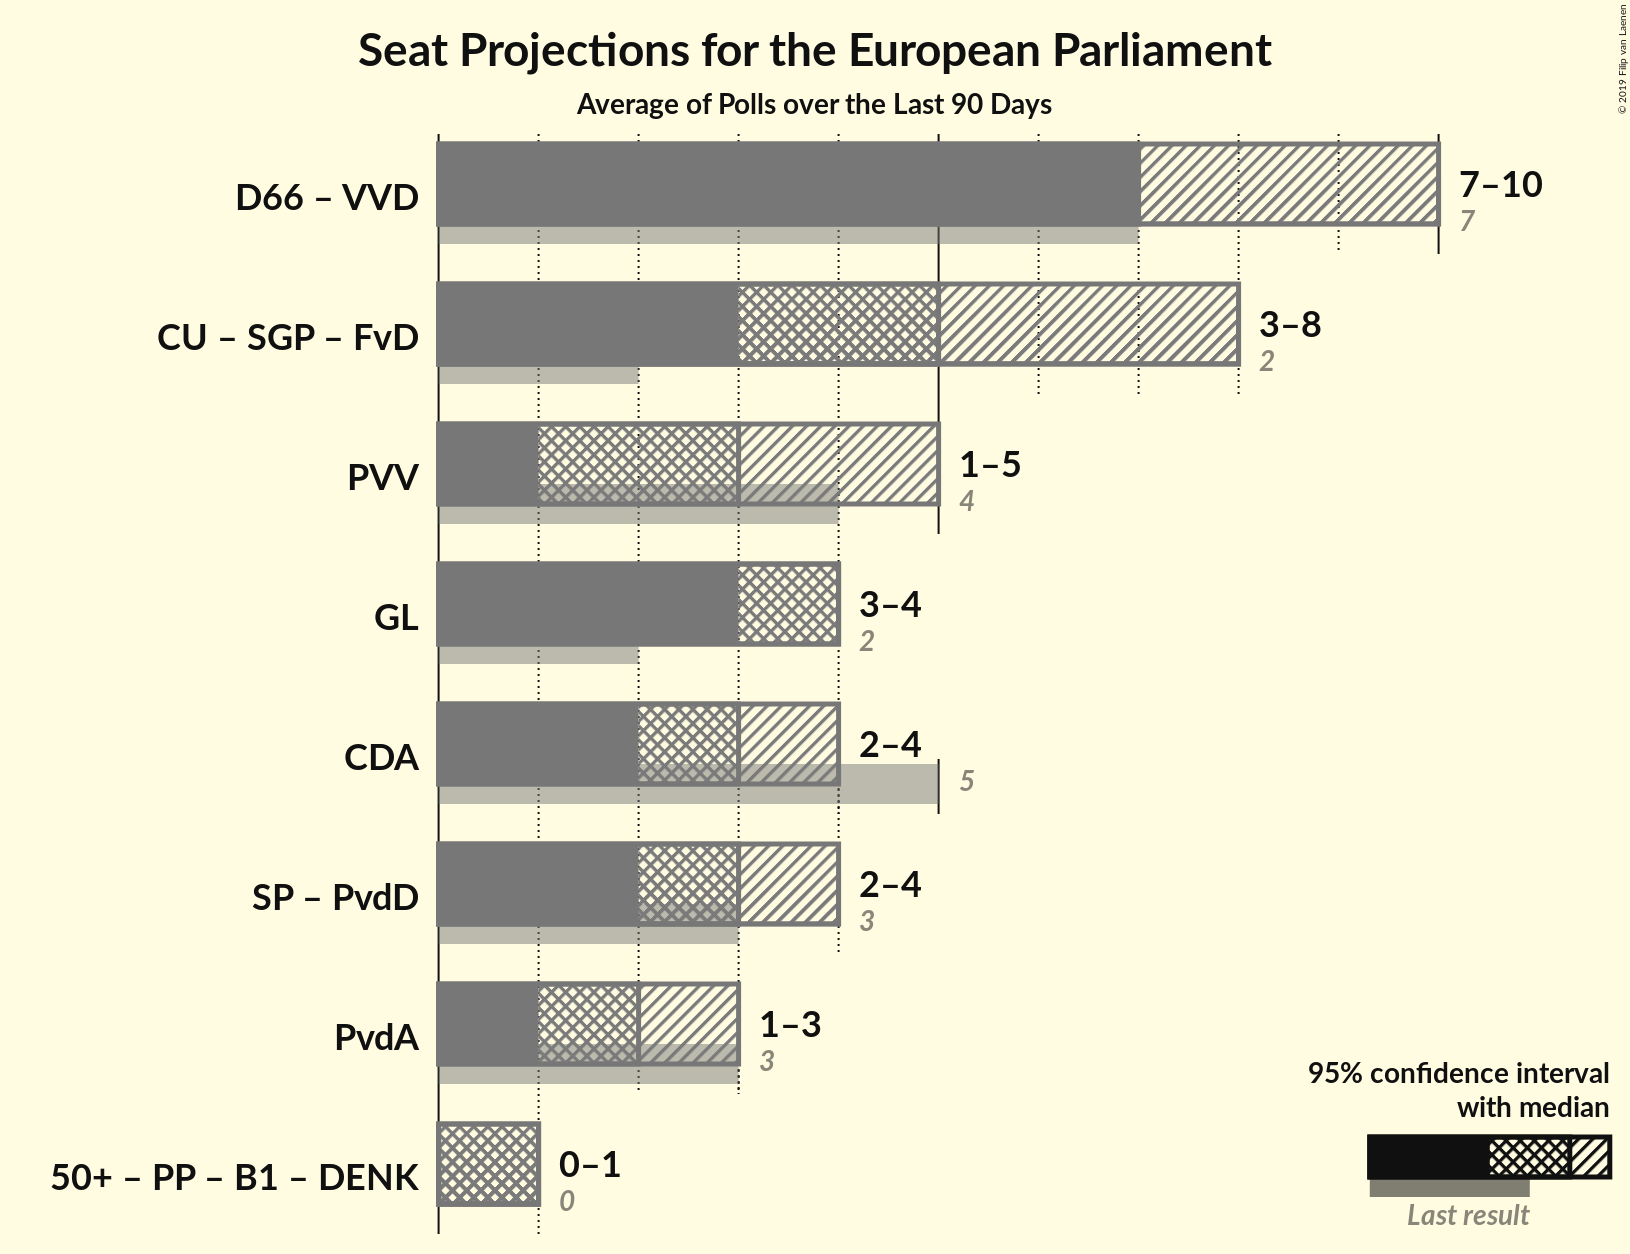 Seat Projections for the European Parliament
Average of Polls over the Last 90 Days
© 2019 Filip van Laenen
D66 – VVD
7–10
7
CU – SGP – FvD
3–8
2
PVV
1–5
4
GL
3–4
2
CDA
2–4
5
SP – PvdD
2–4
3
PvdA
1–3
3
50+ – PP – B1 – DENK
0–1
0
95% confidence interval
with median
Last result